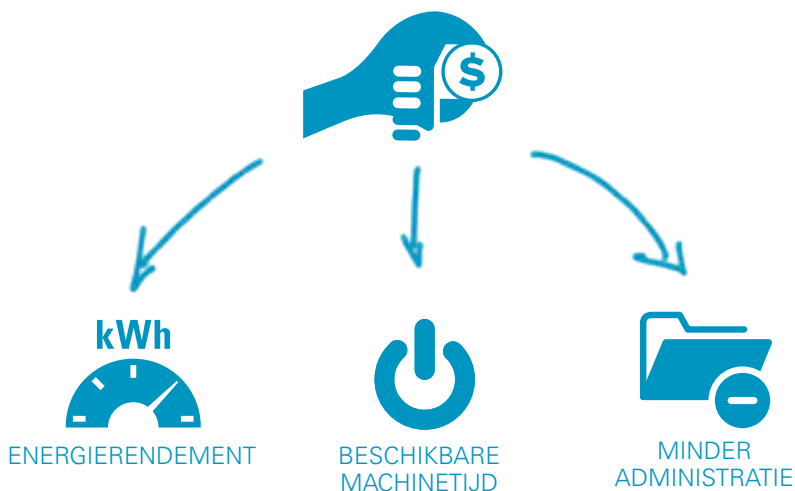 $
kWh
ENERGIERENDEMENT
BESCHIKBARE
MACHINETIJD
MINDER
ADMINISTRATIE